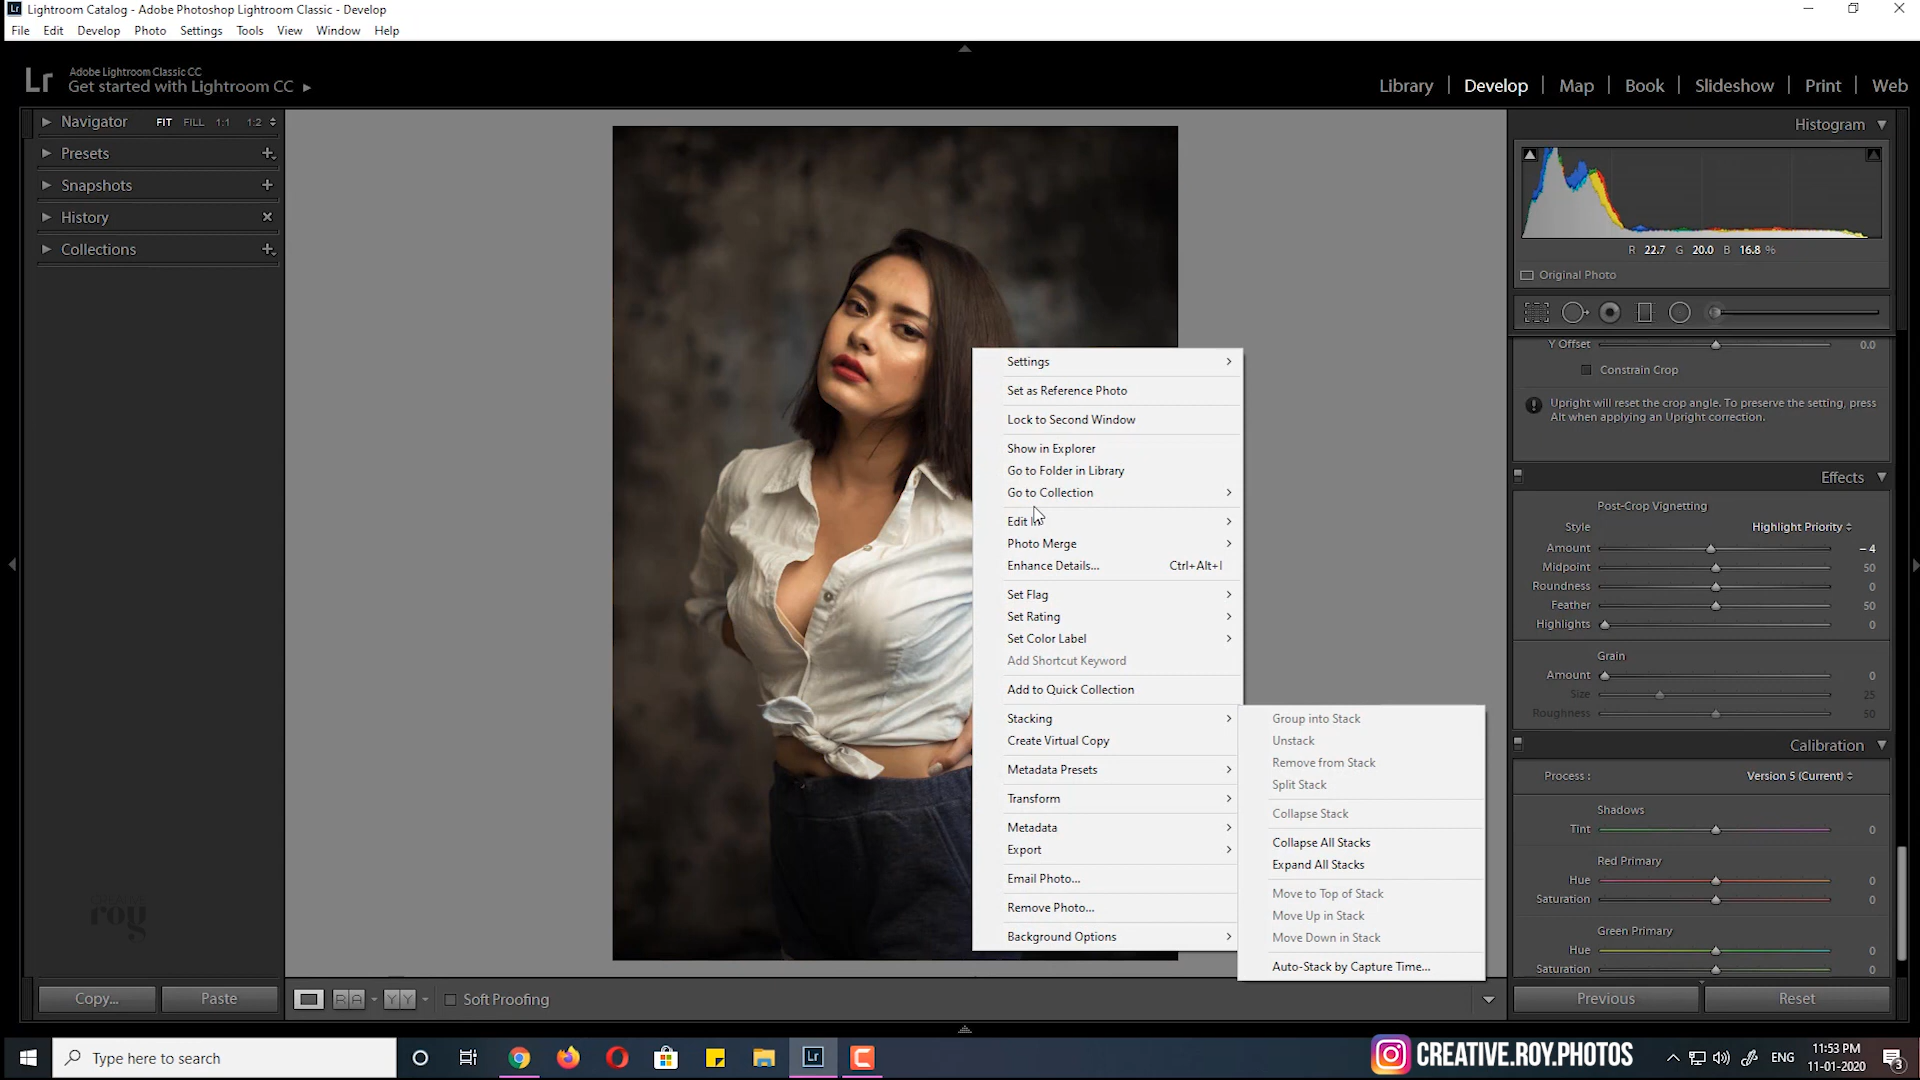 Lr Lightroom Catalog - Adobe Photoshop Lightroom Classic - Develop
File Edit Develop Photo Settings Tools View Window Help
Lr Adobe Lightroom Classic CC
Get started with Lightroom CC
Library Develop Map Book Slideshow Print Web
Navigator FIT FILL 1:1 1:2
Presets
Snapshots
History
Collections
roy
Copy... Paste
Settings
Set as Reference Photo
Lock to Second Window
Show in Explorer
Go to Folder in Library
Go to Collection
Edit
Photo Merge
Enhance Details... Ctrl+Alt+I
Set Flag
Set Rating
Set Color Label
Add Shortcut Keyword
Add to Quick Collection
Stacking
Create Virtual Copy
Metadata Presets
Transform
Metadata
Export
Email Photo...
Remove Photo...
Background Options
Group into Stack
Unstack
Remove from Stack
Split Stack
Collapse Stack
Collapse All Stacks
Expand All Stacks
Move to Top of Stack
Move Up in Stack
Move Down in Stack
Auto-Stack by Capture Time...
R A Y Y Soft Proofing
Histogram
R 22.7 G 20.0 B 16.8 %
Original Photo
Y Offset 0.0
Constrain Crop
Upright will reset the crop angle. To preserve the setting, press
Alt when applying an Upright correction.
Effects
Post-Crop Vignetting
Style Highlight Priority
Amount – 4
Midpoint 50
Roundness 0
Feather 50
Highlights 0
Grain
Amount 0
Size 25
Roughness 50
Calibration
Process : Version 5 (Current)
Shadows
Tint 0
Red Primary
Hue 0
Saturation 0
Green Primary
Hue 0
Saturation 0
Previous Reset
Type here to search
Lr
CREATIVE.ROY.PHOTOS
ENG
11:53 PM
11-01-2020
3